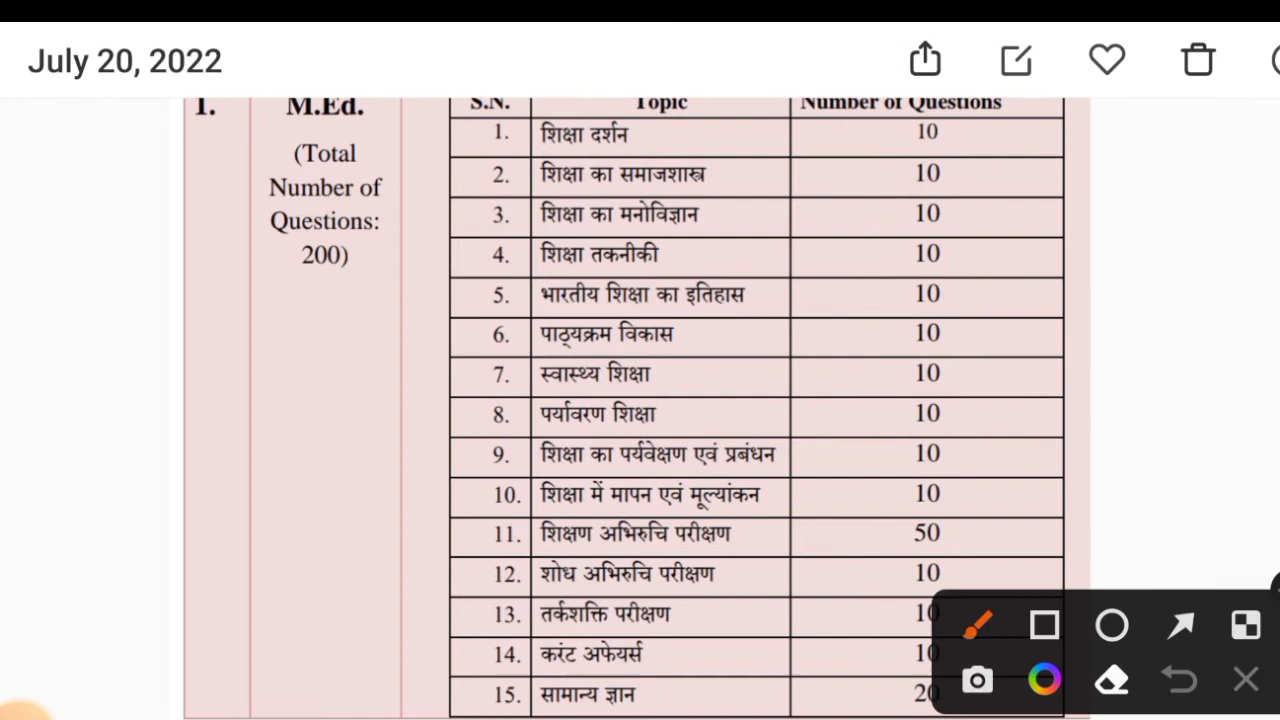 July 20, 2022
1. M.Ed. S.N. Topic Number of Questions
(Total
Number of
Questions:
200)
1. शिक्षा दर्शन 10
2. शिक्षा का समाजशास्त्र 10
3. शिक्षा का मनोविज्ञान 10
4. शिक्षा तकनीकी 10
5. भारतीय शिक्षा का इतिहास 10
6. पाठ्यक्रम विकास 10
7. स्वास्थ्य शिक्षा 10
8. पर्यावरण शिक्षा 10
9. शिक्षा का पर्यवेक्षण एवं प्रबंधन 10
10. शिक्षा में मापन एवं मूल्यांकन 10
11. शिक्षण अभिरुचि परीक्षण 50
12. शोध अभिरुचि परीक्षण 10
13. तर्कशक्ति परीक्षण 10
14. करंट अफेयर्स 10
15. सामान्य ज्ञान 20